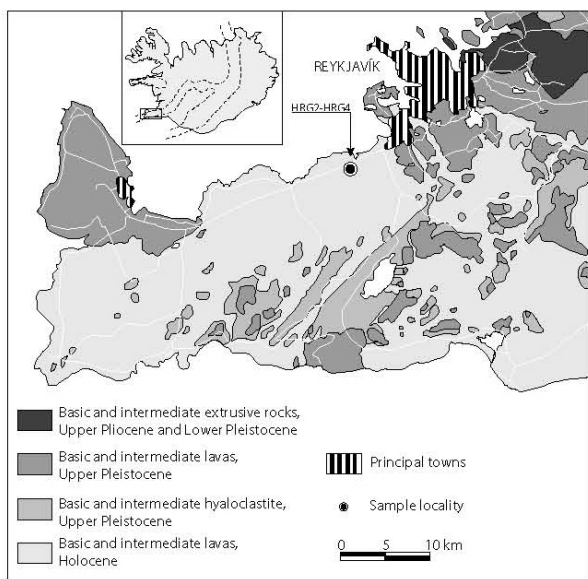 REYKJAVÍK
HRG2-HRG4
Basic and intermediate extrusive rocks,
Upper Pliocene and Lower Pleistocene
Basic and intermediate lavas,
Upper Pleistocene
Basic and intermediate hyaloclastite,
Upper Pleistocene
Basic and intermediate lavas,
Holocene
Principal towns
Sample locality
0 5 10 km